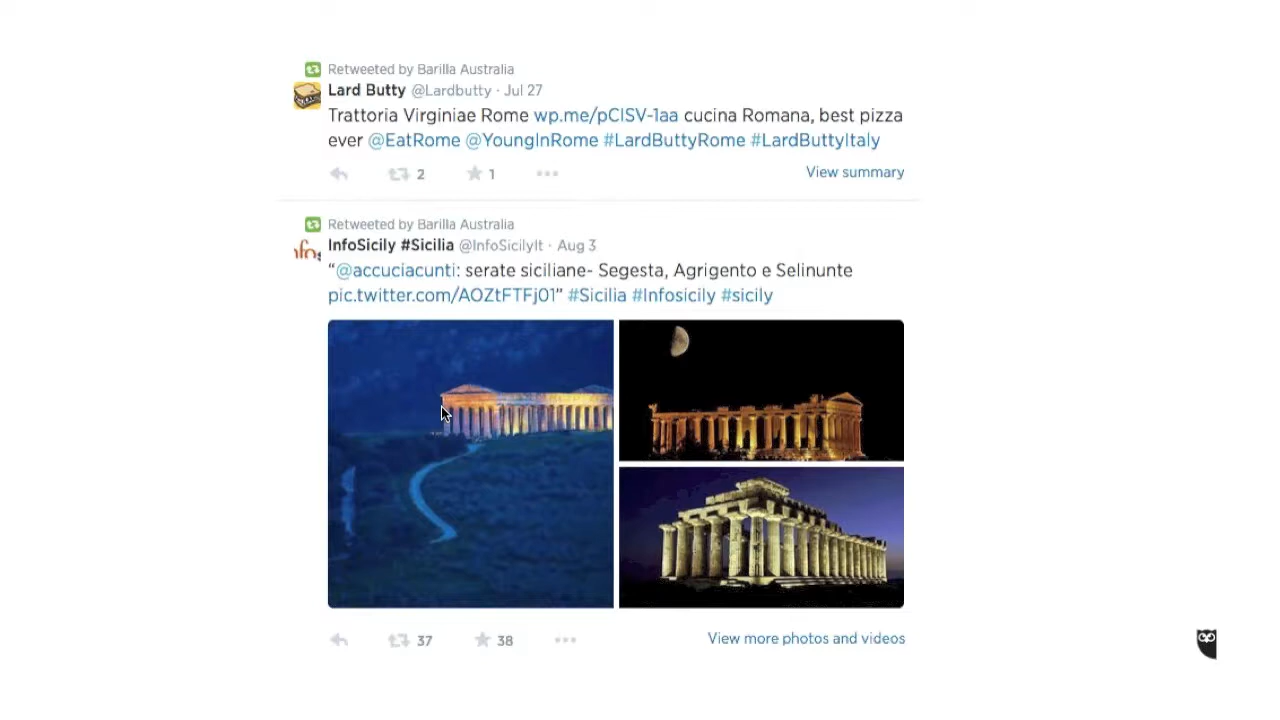 Retweeted by Barilla Australia
Lard Butty @Lardbutty · Jul 27
Trattoria Virginiae Rome wp.me/pClSV-1aa cucina Romana, best pizza
ever @EatRome @YoungInRome #LardButtyRome #LardButtyItaly
2 1 View summary
Retweeted by Barilla Australia
InfoSicily #Sicilia @InfoSicilyIt · Aug 3
“@accuciacunti: serate siciliane- Segesta, Agrigento e Selinunte
pic.twitter.com/AOZtFTFj01” #Sicilia #Infosicily #sicily
37 38 View more photos and videos